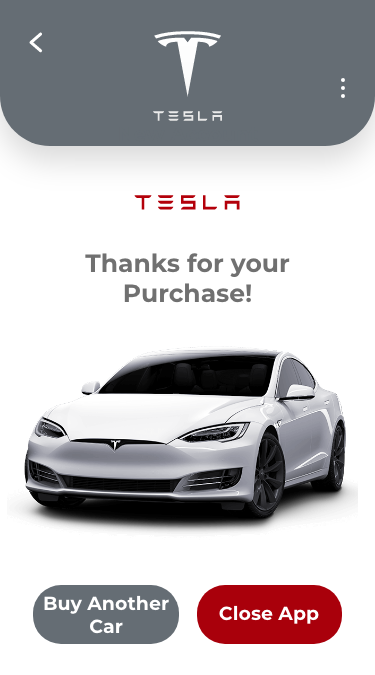 TESLA
TESLA
Thanks for your
Purchase!
Buy Another
Car
Close App